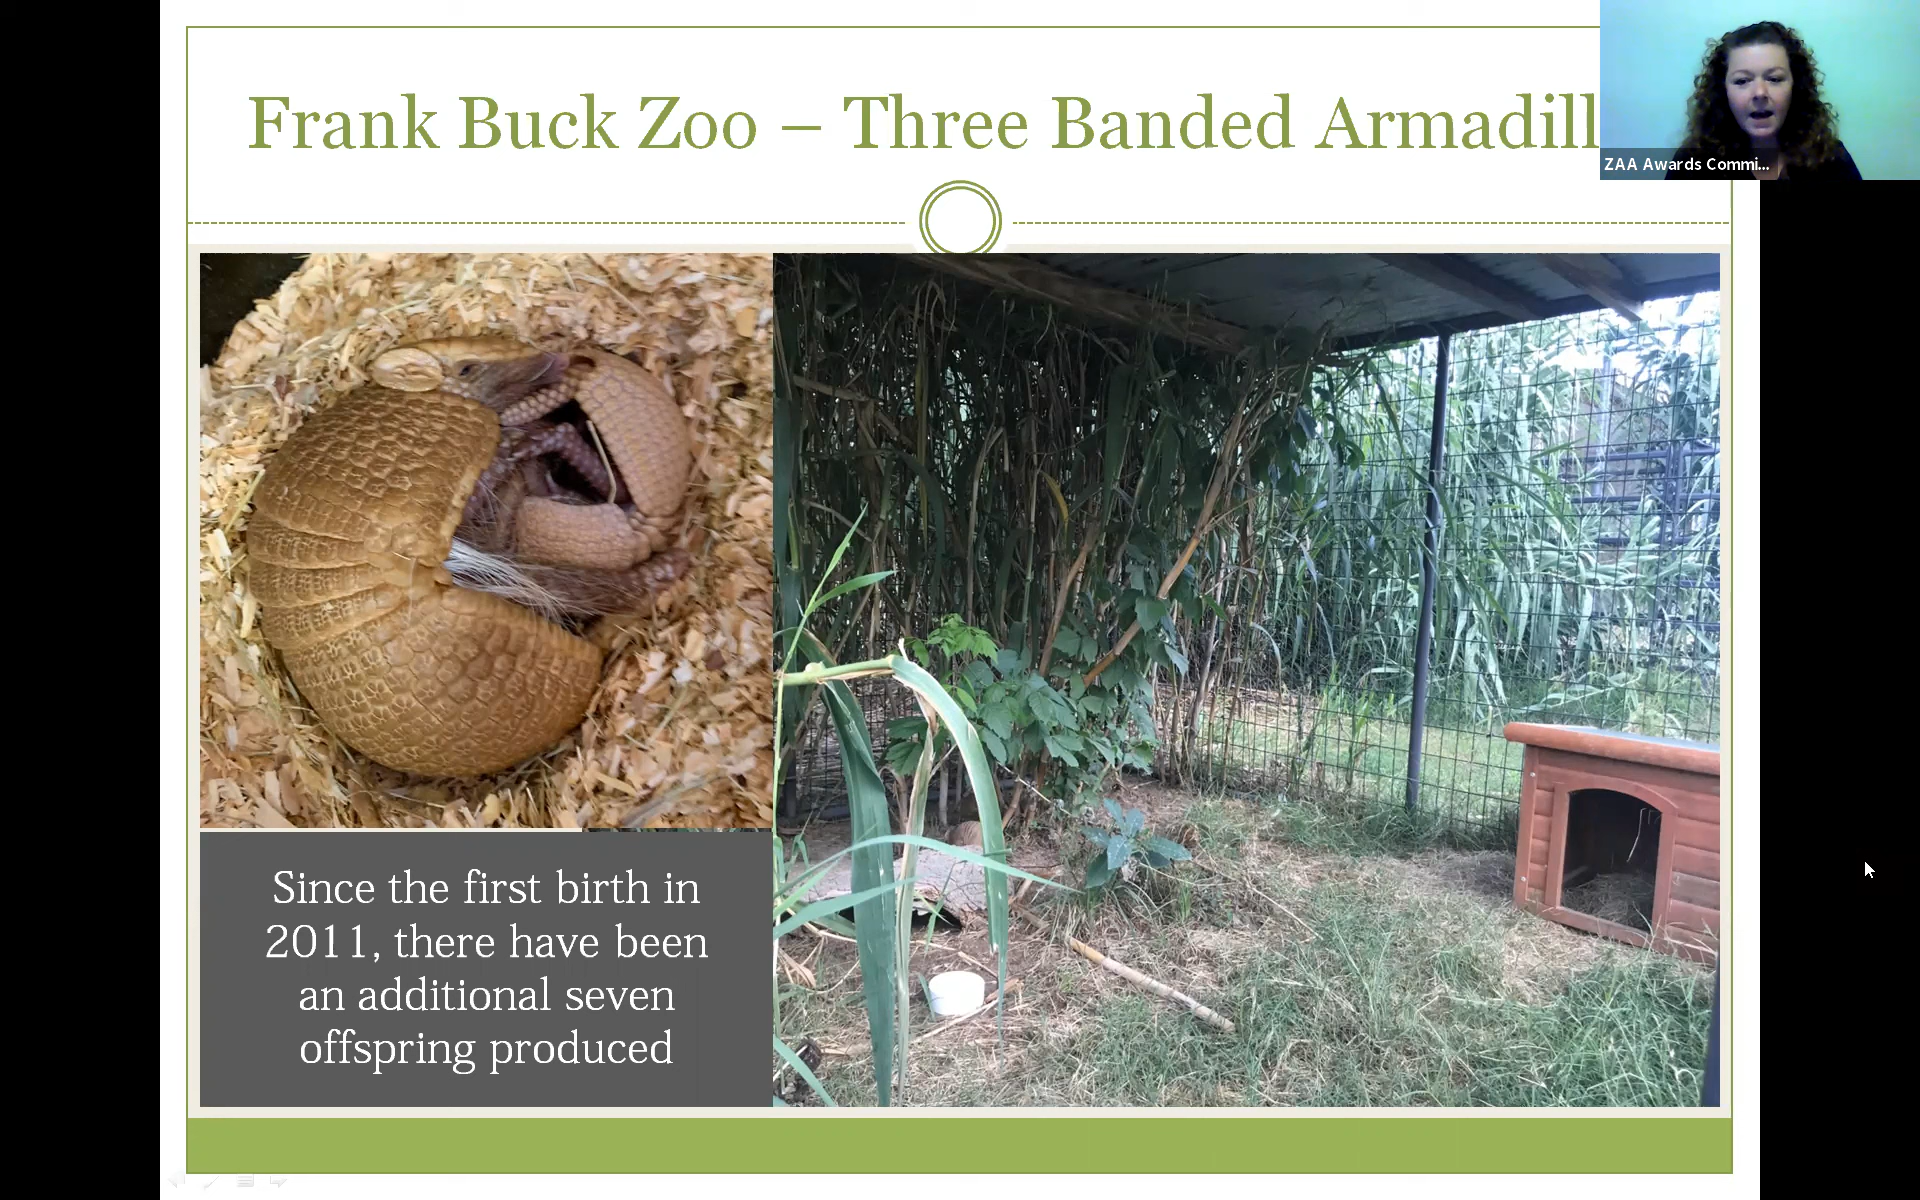 Frank Buck Zoo – Three Banded Armadill
ZAA Awards Commi...
Since the first birth in
2011, there have been
an additional seven
offspring produced